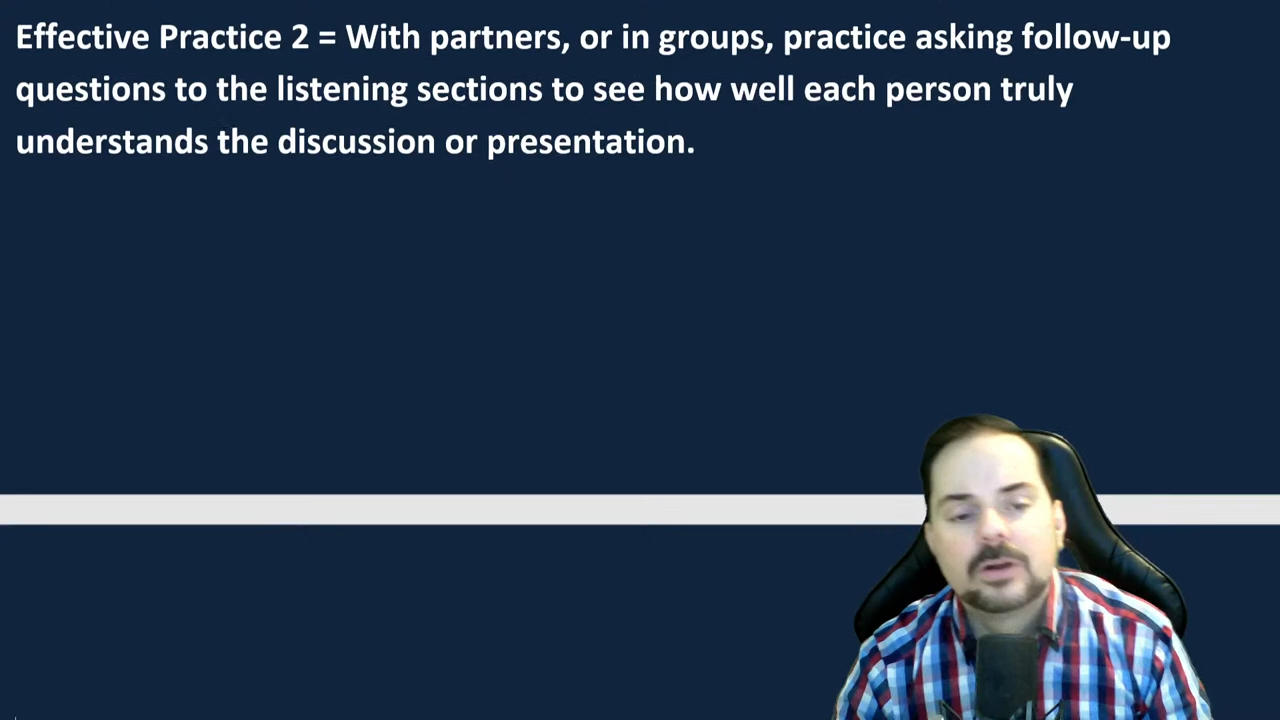 Effective Practice 2 = With partners, or in groups, practice asking follow-up
questions to the listening sections to see how well each person truly
understands the discussion or presentation.